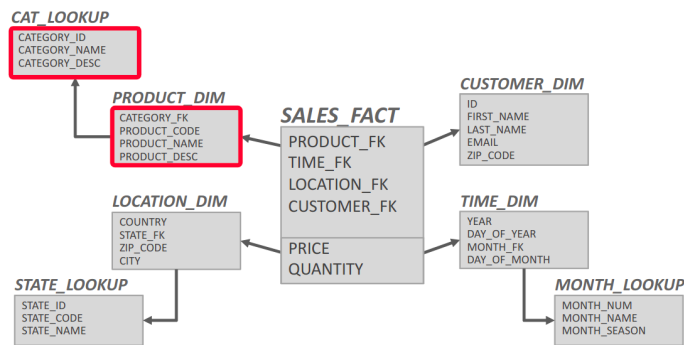 CAT_LOOKUP
CATEGORY_ID
CATEGORY_NAME
CATEGORY_DESC
PRODUCT_DIM
CATEGORY_FK
PRODUCT_CODE
PRODUCT_NAME
PRODUCT_DESC
SALES_FACT
PRODUCT_FK
TIME_FK
LOCATION_FK
CUSTOMER_FK
PRICE
QUANTITY
CUSTOMER_DIM
ID
FIRST_NAME
LAST_NAME
EMAIL
ZIP_CODE
LOCATION_DIM
COUNTRY
STATE_FK
ZIP_CODE
CITY
TIME_DIM
YEAR
DAY_OF_YEAR
MONTH_FK
DAY_OF_MONTH
STATE_LOOKUP
STATE_ID
STATE_CODE
STATE_NAME
MONTH_LOOKUP
MONTH_NUM
MONTH_NAME
MONTH_SEASON